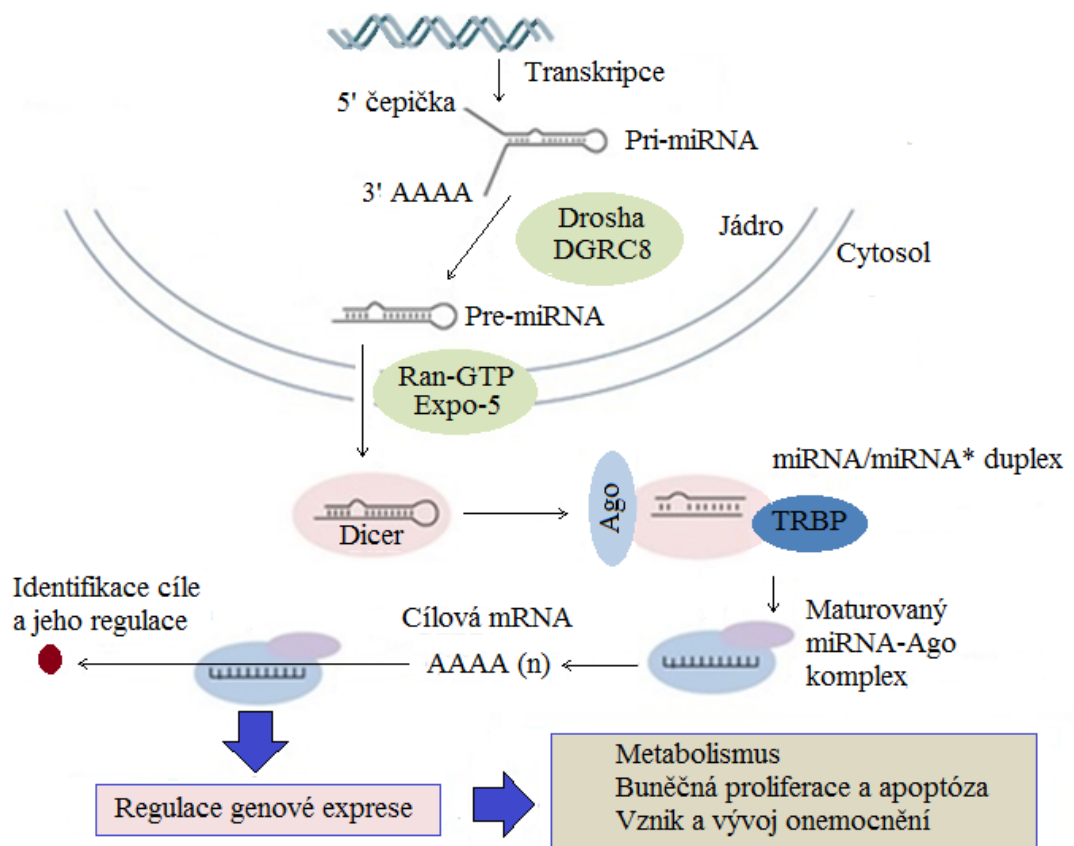 Transkripce
5' čepička
Pri-miRNA
3' AAAA
Drosha
DGRC8
Jádro
Cytosol
Pre-miRNA
Ran-GTP
Expo-5
miRNA/miRNA* duplex
Ago
TRBP
Dicer
Identifikace cíle
a jeho regulace
Cílová mRNA
AAAA (n)
Maturovaný
miRNA-Ago
komplex
Regulace genové exprese
Metabolismus
Buněčná proliferace a apoptóza
Vznik a vývoj onemocnění